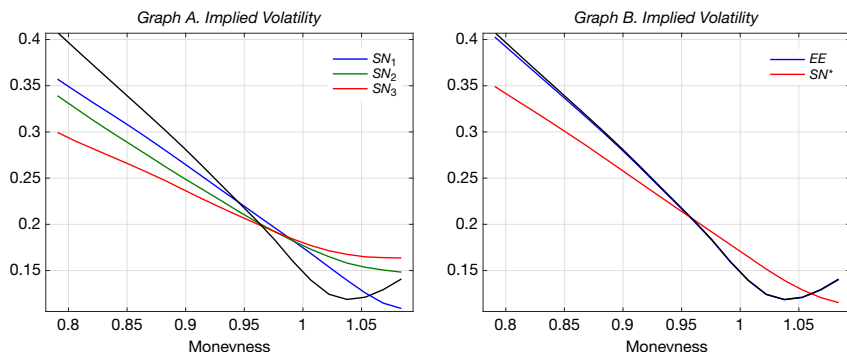 Graph A. Implied Volatility
0.4
0.35
0.3
0.25
0.2
0.15
SN1
SN2
SN3
0.8
0.85
0.9
0.95
1
1.05
Moneyness
Graph B. Implied Volatility
0.4
0.35
0.3
0.25
0.2
0.15
EE
SN*
0.8
0.85
0.9
0.95
1
1.05
Moneyness